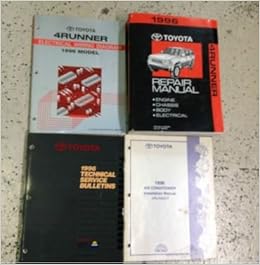 TOYOTA
4RUNNER
ELECTRICAL WIRING DIAGRAM
1996 MODEL
1996
TOYOTA
4RUNNER
REPAIR
MANUAL
• ENGINE
• CHASSIS
• BODY
• ELECTRICAL
TOYOTA
1996
TECHNICAL
SERVICE
BULLETINS
TOYOTA
1996
AIR CONDITIONER
Installation Manual